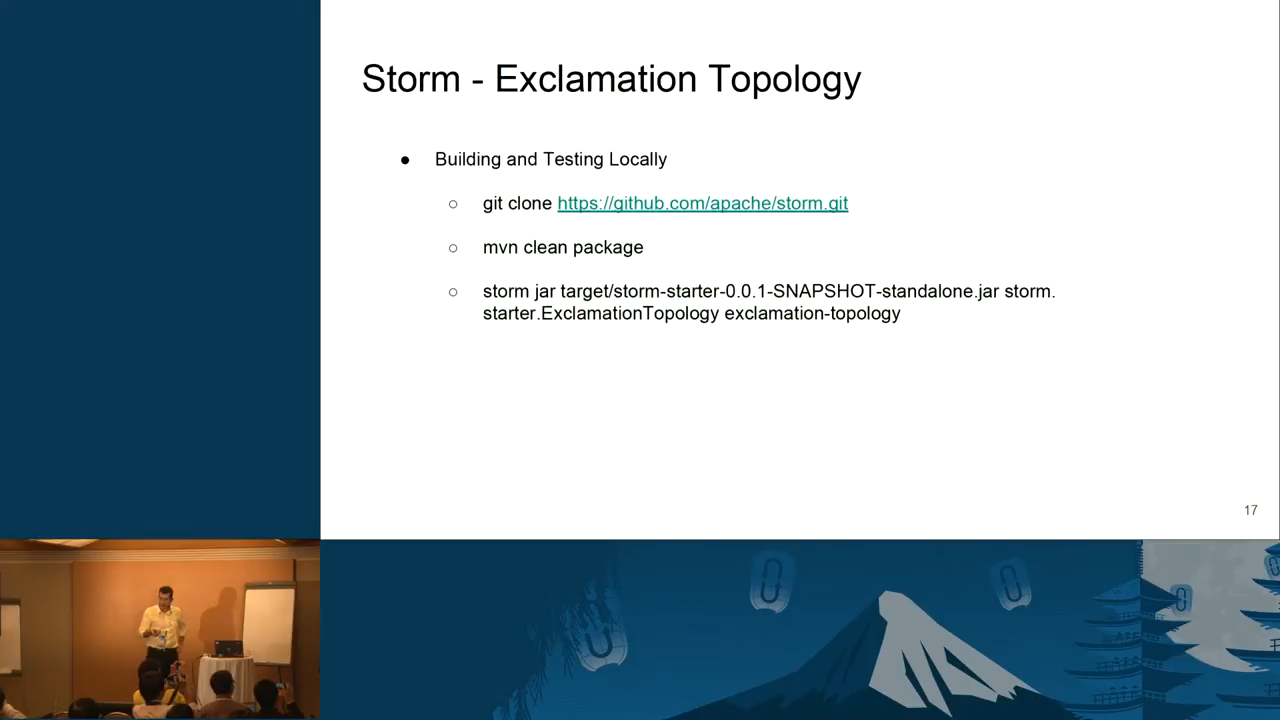 Storm - Exclamation Topology
● Building and Testing Locally
○ git clone https://github.com/apache/storm.git
○ mvn clean package
○ storm jar target/storm-starter-0.0.1-SNAPSHOT-standalone.jar storm.
starter.ExclamationTopology exclamation-topology
17